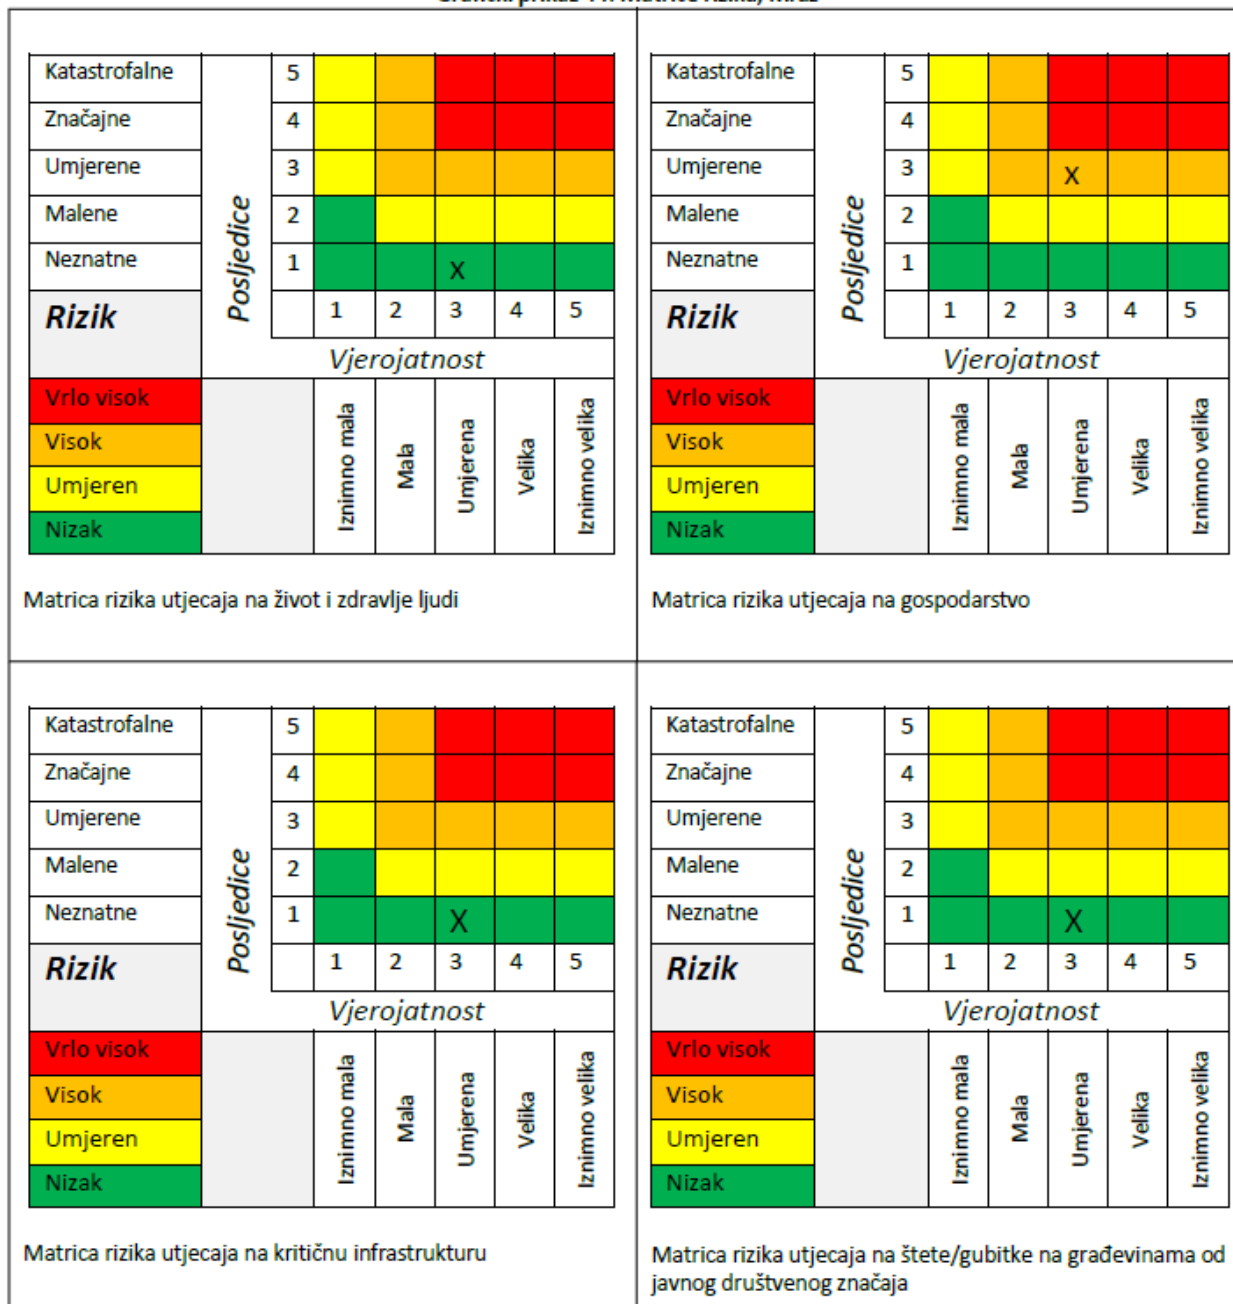 Katastrofalne 5
Značajne 4
Umjerene 3 
Malene 2
Neznatne 1 X
Posljedice
Rizik 1 2 3 4 5
Vjerojatnost
Vrlo visok
Visok
Umjeren
Nizak
Iznimno mala
Mala
Umjerena
Velika
Iznimno velika
Matrica rizika utjecaja na život i zdravlje ljudi
Katastrofalne 5
Značajne 4
Umjerene 3 X
Malene 2
Neznatne 1
Posljedice
Rizik 1 2 3 4 5
Vjerojatnost
Vrlo visok
Visok
Umjeren
Nizak
Iznimno mala
Mala
Umjerena
Velika
Iznimno velika
Matrica rizika utjecaja na gospodarstvo
Katastrofalne 5
Značajne 4
Umjerene 3
Malene 2
Neznatne 1 X
Posljedice
Rizik 1 2 3 4 5
Vjerojatnost
Vrlo visok
Visok
Umjeren
Nizak
Iznimno mala
Mala
Umjerena
Velika
Iznimno velika
Matrica rizika utjecaja na kritičnu infrastrukturu
Katastrofalne 5
Značajne 4
Umjerene 3
Malene 2
Neznatne 1 X
Posljedice
Rizik 1 2 3 4 5
Vjerojatnost
Vrlo visok
Visok
Umjeren
Nizak
Iznimno mala
Mala
Umjerena
Velika
Iznimno velika
Matrica rizika utjecaja na štete/gubitke na građevinama od
javnog društvenog značaja